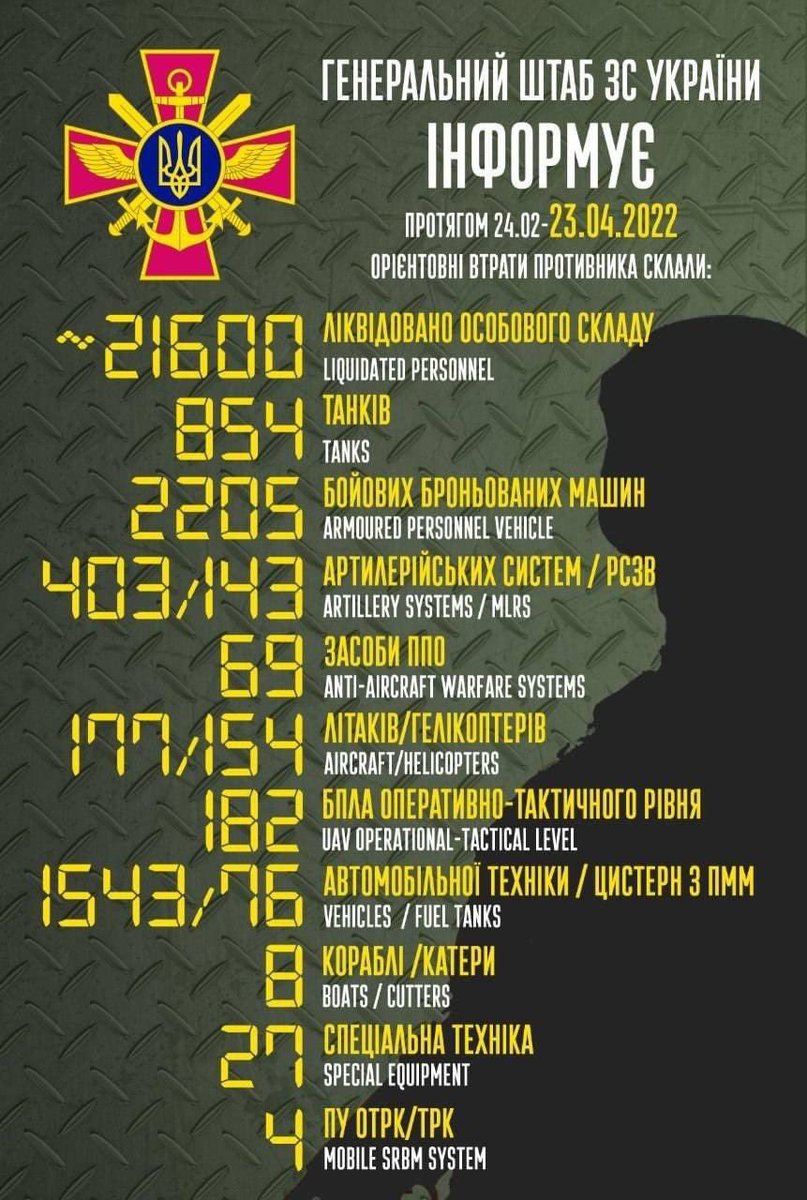 ГЕНЕРАЛЬНИЙ ШТАБ ЗС УКРАЇНИ
ІНФОРМУЄ
ПРОТЯГОМ 24.02-23.04.2022
ОРІЄНТОВНІ ВТРАТИ ПРОТИВНИКА СКЛАЛИ:
~21600 ЛІКВІДОВАНО ОСОБОВОГО СКЛАДУ
LIQUIDATED PERSONNEL
854 ТАНКІВ
TANKS
2205 БОЙОВИХ БРОНЬОВАНИХ МАШИН
ARMOURED PERSONNEL VEHICLE
403/143 АРТИЛЕРІЙСЬКИХ СИСТЕМ / РСЗВ
ARTILLERY SYSTEMS / MLRS
69 ЗАСОБИ ППО
ANTI-AIRCRAFT WARFARE SYSTEMS
177/154 ЛІТАКІВ/ГЕЛІКОПТЕРІВ
AIRCRAFT/HELICOPTERS
182 БПЛА ОПЕРАТИВНО-ТАКТИЧНОГО РІВНЯ
UAV OPERATIONAL-TACTICAL LEVEL
1543/76 АВТОМОБІЛЬНОЇ ТЕХНІКИ / ЦИСТЕРН З ПММ
VEHICLES / FUEL TANKS
8 КОРАБЛІ /КАТЕРИ
BOATS / CUTTERS
27 СПЕЦІАЛЬНА ТЕХНІКА
SPECIAL EQUIPMENT
4 ПУ ОТРК/ТРК
MOBILE SRBM SYSTEM